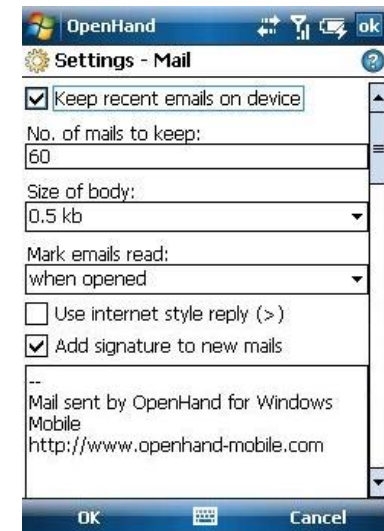 OpenHand
ok
Settings - Mail
?
Keep recent emails on device
No. of mails to keep:
60
Size of body:
0.5 kb
Mark emails read:
when opened
Use internet style reply (>)
Add signature to new mails
--
Mail sent by OpenHand for Windows
Mobile
http://www.openhand-mobile.com
OK
Cancel